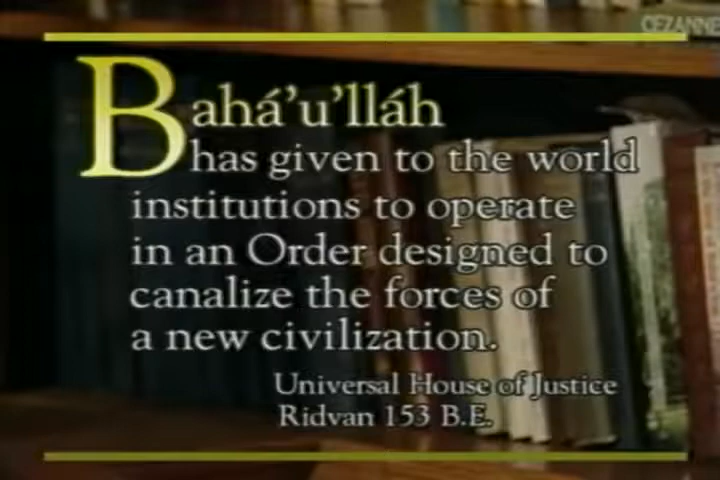 CEZANNE
Bahá'u'lláh
has given to the world
institutions to operate
in an Order designed to
canalize the forces of
a new civilization.
Universal House of Justice
Ridvan 153 B.E.